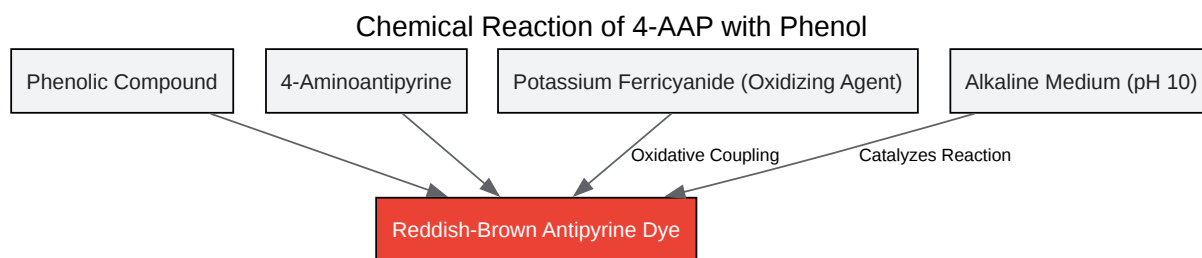 Chemical Reaction of 4-AAP with Phenol
Phenolic Compound
4-Aminoantipyrine
Potassium Ferricyanide (Oxidizing Agent)
Alkaline Medium (pH 10)
Oxidative Coupling
Catalyzes Reaction
Reddish-Brown Antipyrine Dye